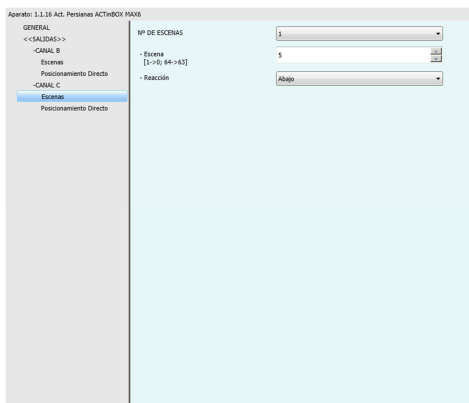 Aparato: 1.1.16 Act. Persianas ACTinBOX MAX6
GENERAL
<<SALIDAS>>
-CANAL B
Escenas
Posicionamiento Directo
-CANAL C
Escenas
Posicionamiento Directo
Nº DE ESCENAS
1
- Escena
[1->0; 64->63]
5
- Reacción
Abajo